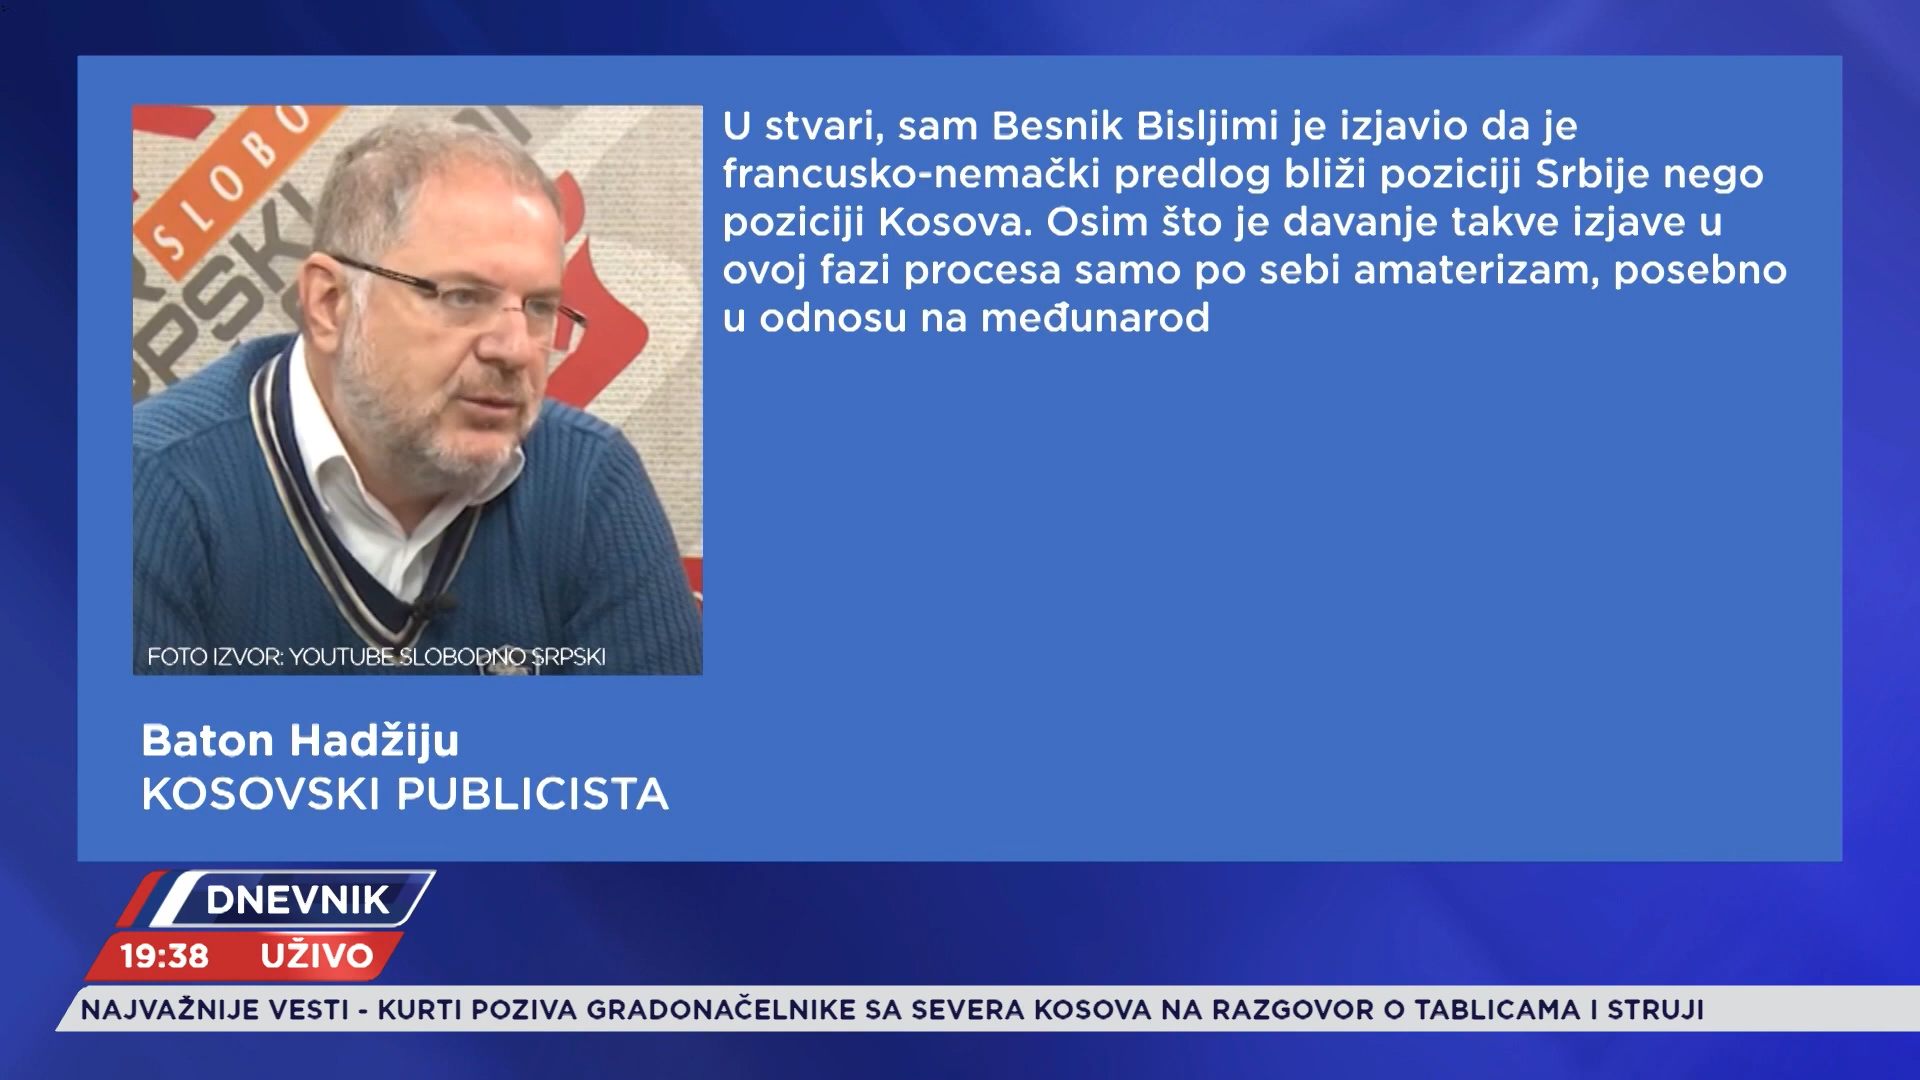 U stvari, sam Besnik Bisljimi je izjavio da je
francusko-nemački predlog bliži poziciji Srbije nego
poziciji Kosova. Osim što je davanje takve izjave u
ovoj fazi procesa samo po sebi amaterizam, posebno
u odnosu na međunarod
SLOBO
SRPSKI
FOTO IZVOR: YOUTUBE SLOBODNO SRPSKI
Baton Hadžiju
KOSOVSKI PUBLICISTA
DNEVNIK
19:38 UŽIVO
NAJVAŽNIJE VESTI - KURTI POZIVA GRADONAČELNIKE SA SEVERA KOSOVA NA RAZGOVOR O TABLICAMA I STRUJI